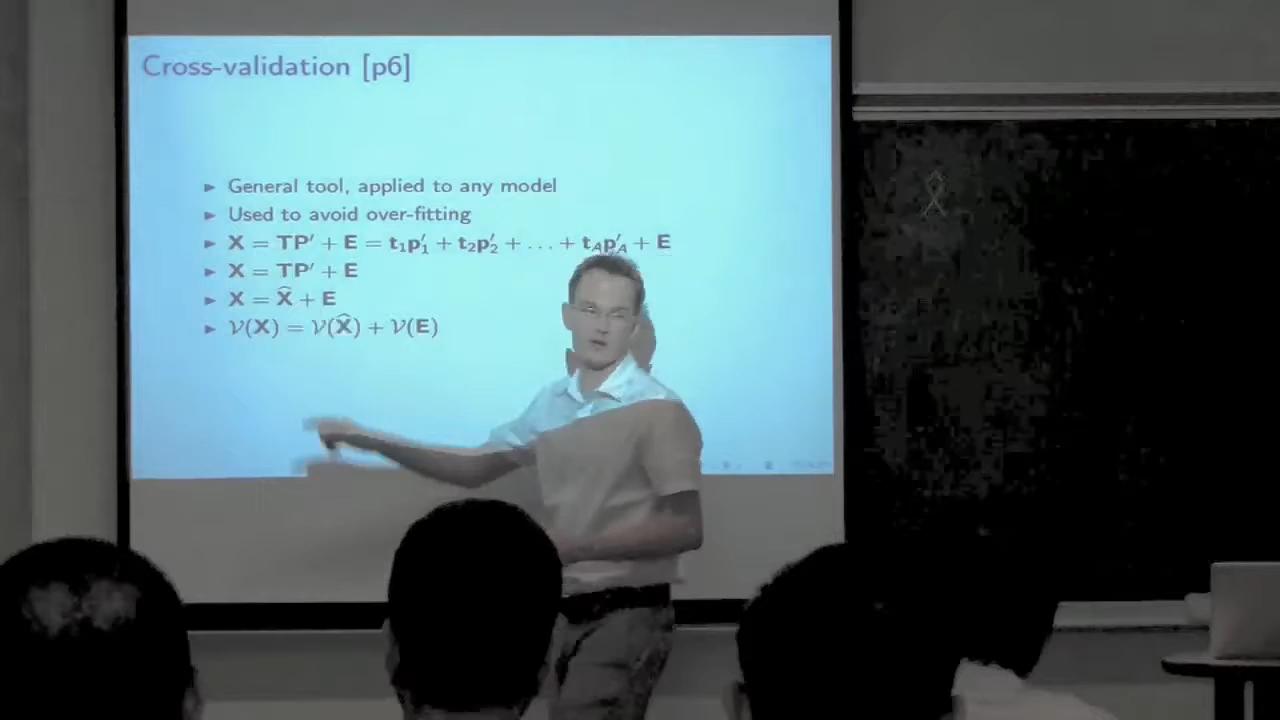 Cross-validation [p6]
► General tool, applied to any model
► Used to avoid over-fitting
► X = TP′ + E = t₁p′₁ + t₂p′₂ + … + t_Ap′_A + E
► X = TP′ + E
► X = X̂ + E
► 𝒱(X) = 𝒱(X̂) + 𝒱(E)